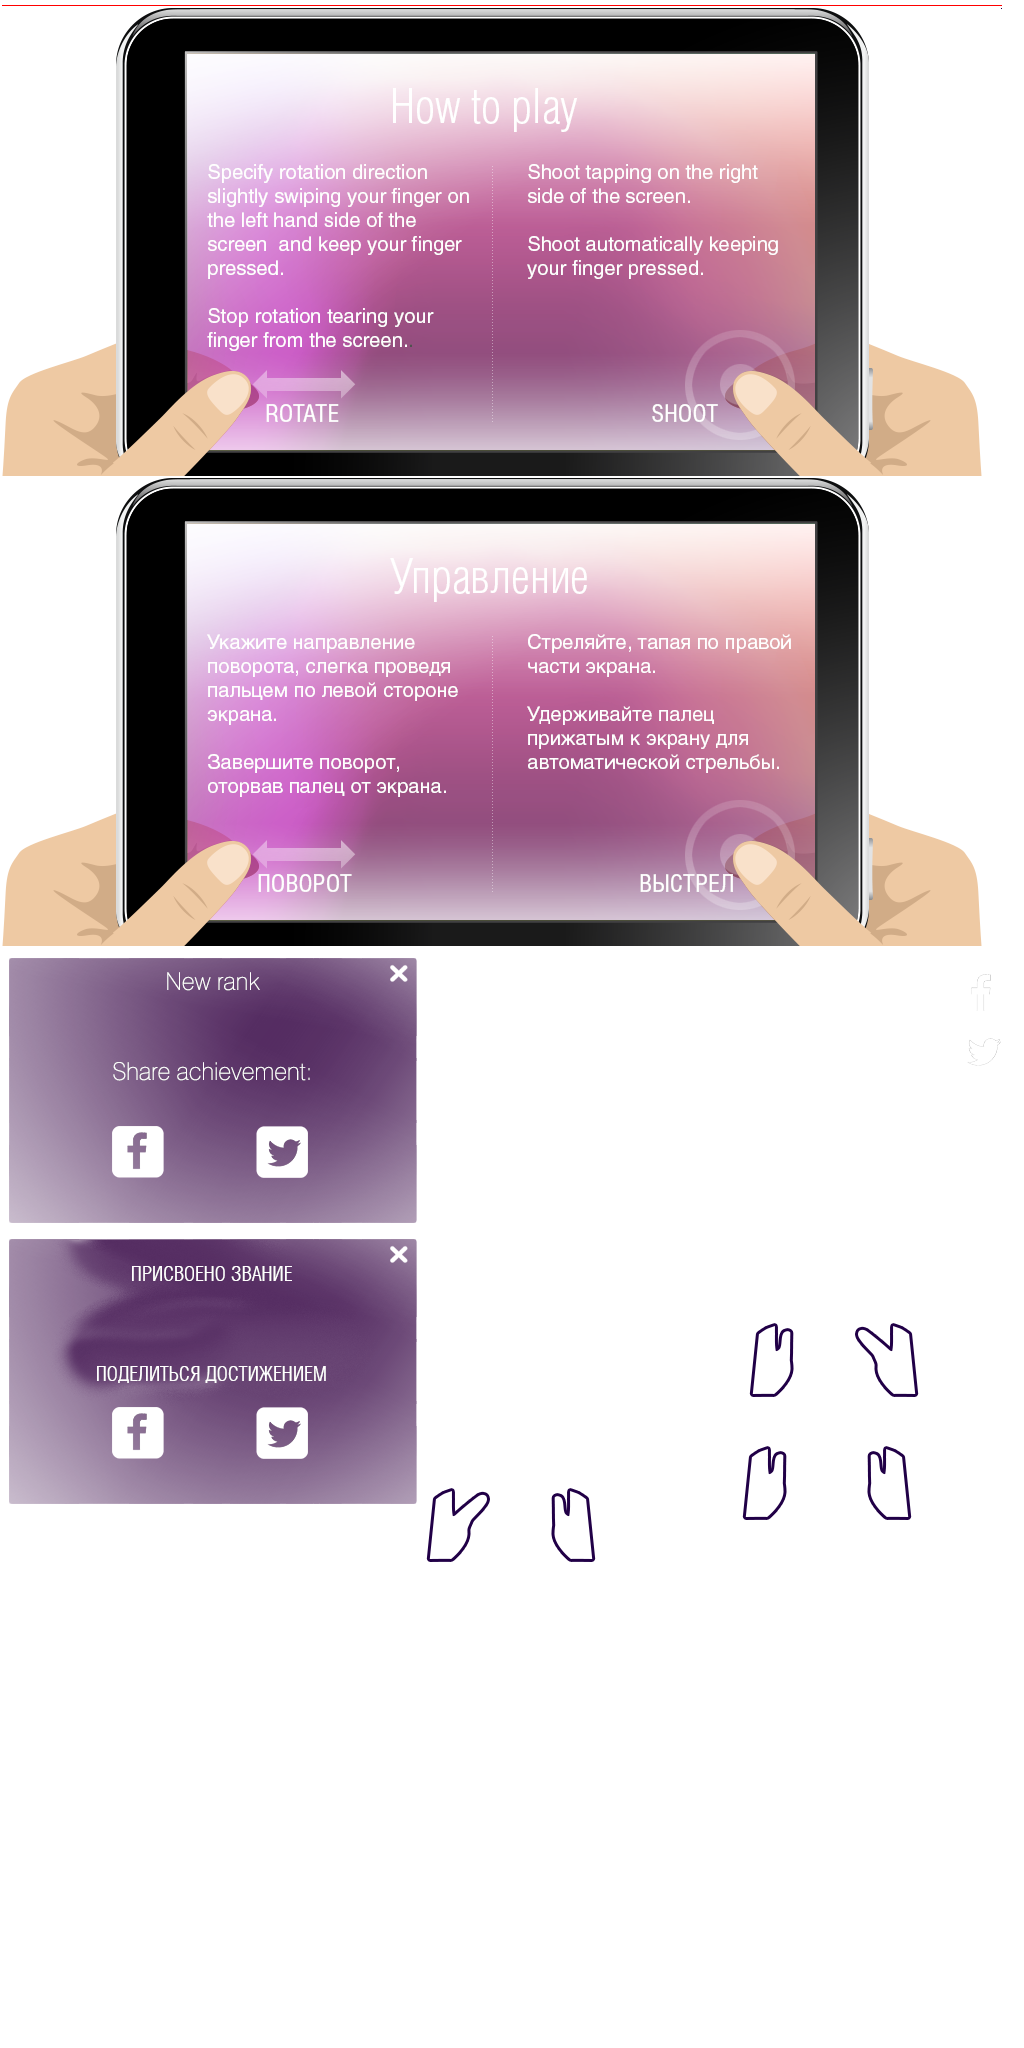 How to play
Specify rotation direction
slightly swiping your finger on
the left hand side of the
screen  and keep your finger
pressed.
Stop rotation tearing your
finger from the screen.
Shoot tapping on the right
side of the screen.
Shoot automatically keeping
your finger pressed.
ROTATE
SHOOT
Управление
Укажите направление
поворота, слегка проведя
пальцем по левой стороне
экрана.
Завершите поворот,
оторвав палец от экрана.
Стреляйте, тапая по правой
части экрана.
Удерживайте палец
прижатым к экрану для
автоматической стрельбы.
ПОВОРОТ
ВЫСТРЕЛ
New rank
Share achievement:
ПРИСВОЕНО ЗВАНИЕ
ПОДЕЛИТЬСЯ ДОСТИЖЕНИЕМ